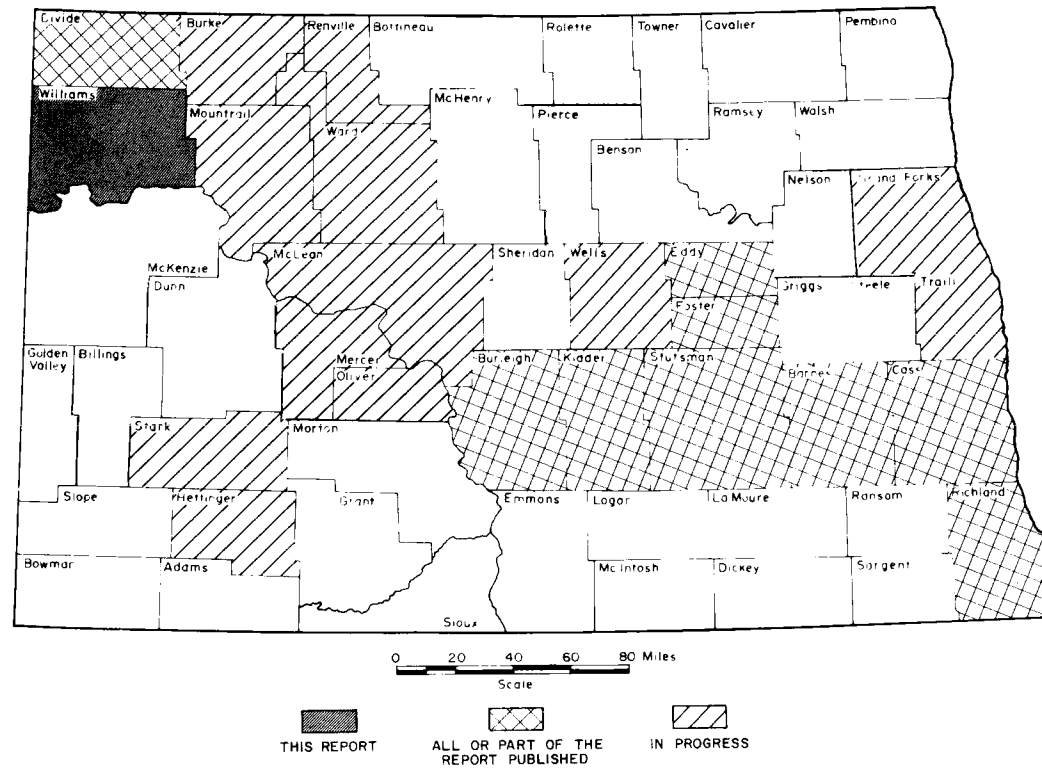 Divide
Burke
Renville
Bottineau
Rolette
Towner
Cavalier
Pembina
Williams
Mountrail
Ward
McHenry
Pierce
Benson
Ramsey
Walsh
Nelson
Grand Forks
McKenzie
Dunn
McLean
Sheridan
Wells
Eddy
Foster
Griggs
Steele
Traill
Golden
Valley
Billings
Mercer
Oliver
Burleigh
Kidder
Stutsman
Barnes
Cass
Stark
Morton
Slope
Hettinger
Grant
Emmons
Logan
La Moure
Ransom
Richland
Bowman
Adams
Sioux
McIntosh
Dickey
Sargent
0 20 40 60 80 Miles
Scale
THIS REPORT
ALL OR PART OF THE
REPORT PUBLISHED
IN PROGRESS